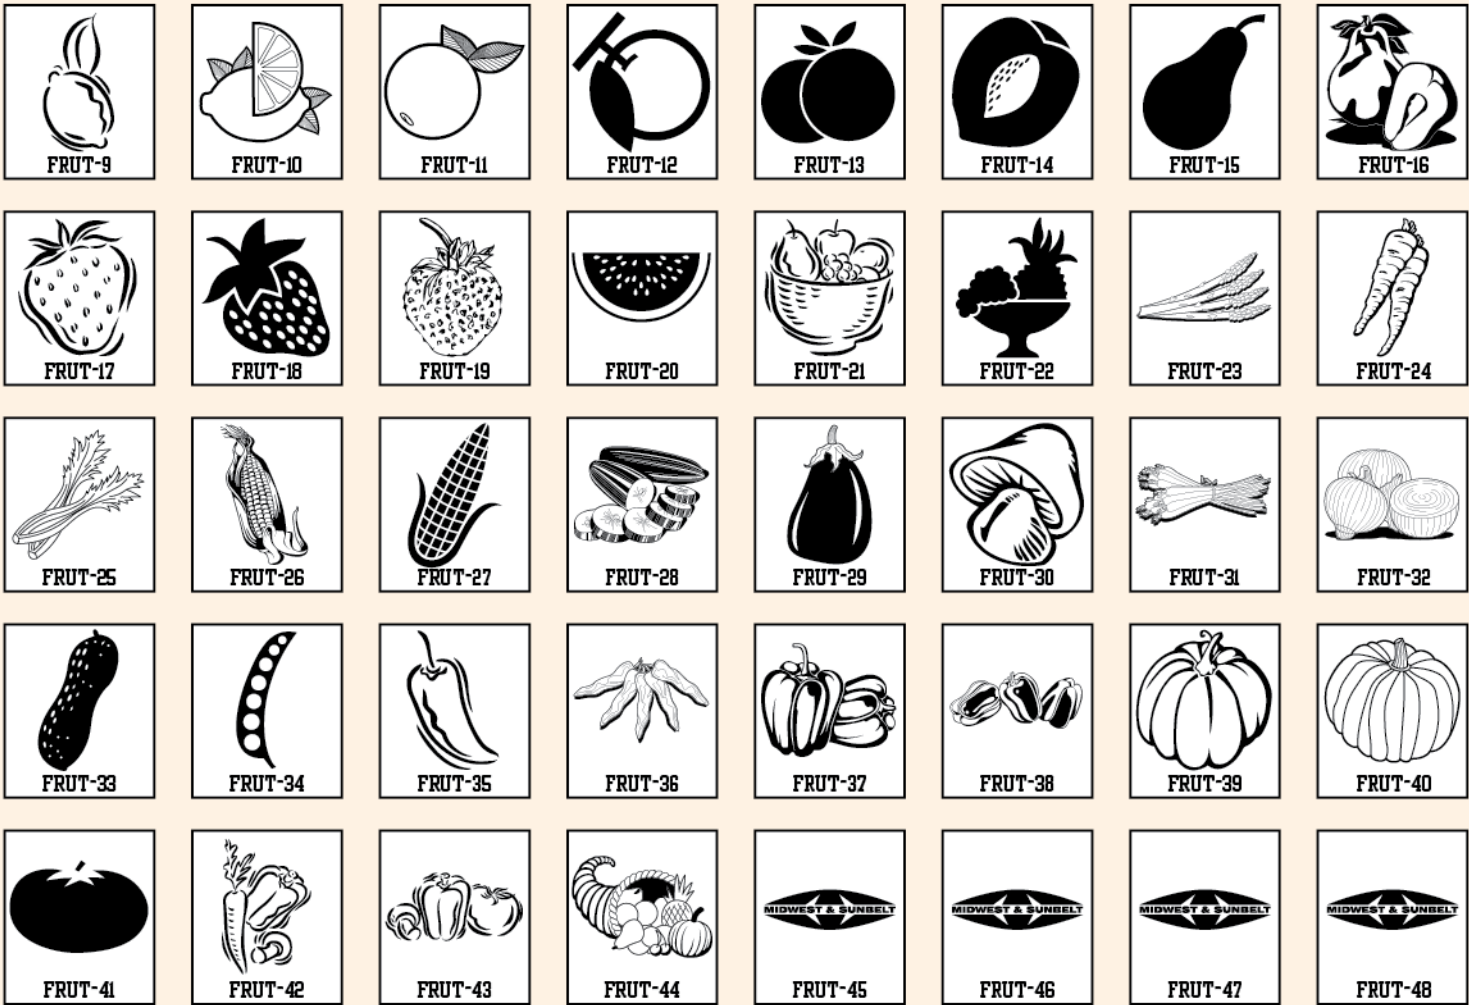 FRUT-9
FRUT-10
FRUT-11
FRUT-12
FRUT-13
FRUT-14
FRUT-15
FRUT-16
FRUT-17
FRUT-18
FRUT-19
FRUT-20
FRUT-21
FRUT-22
FRUT-23
FRUT-24
FRUT-25
FRUT-26
FRUT-27
FRUT-28
FRUT-29
FRUT-30
FRUT-31
FRUT-32
FRUT-33
FRUT-34
FRUT-35
FRUT-36
FRUT-37
FRUT-38
FRUT-39
FRUT-40
FRUT-41
FRUT-42
FRUT-43
FRUT-44
MIDWEST & SUNBELT
FRUT-45
MIDWEST & SUNBELT
FRUT-46
MIDWEST & SUNBELT
FRUT-47
MIDWEST & SUNBELT
FRUT-48